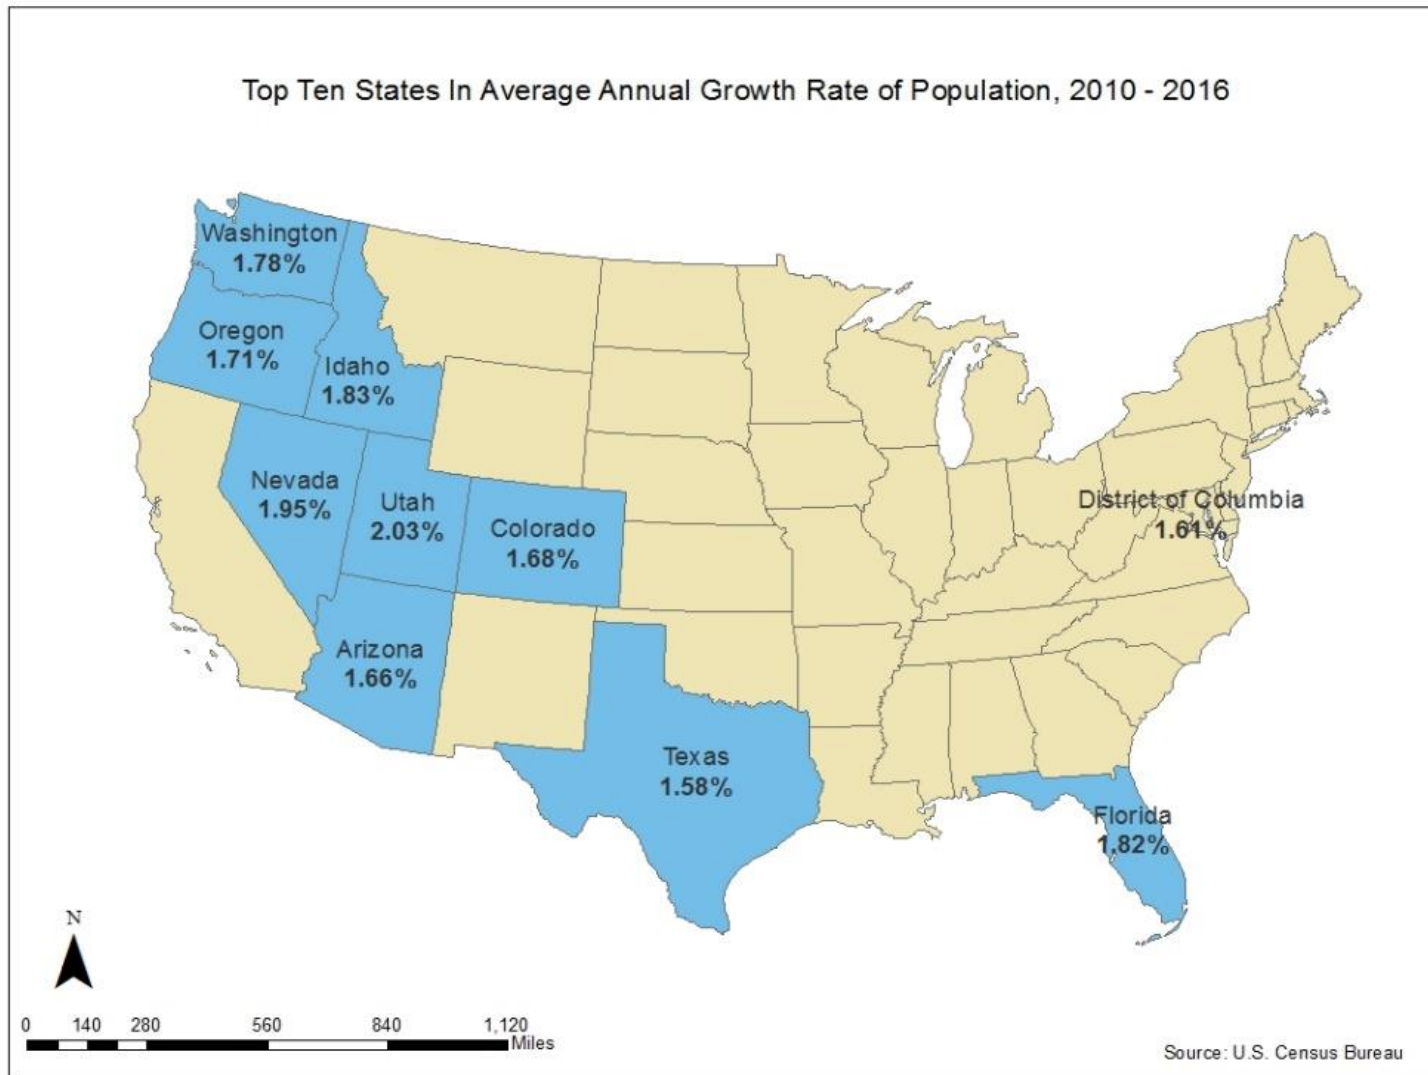 Top Ten States In Average Annual Growth Rate of Population, 2010 - 2016
Washington
1.78%
Oregon
1.71%
Idaho
1.83%
Nevada
1.95%
Utah
2.03%
Colorado
1.68%
District of Columbia
1.61%
Arizona
1.66%
Texas
1.58%
Florida
1.82%
N
0 140 280 560 840 1,120
Miles
Source: U.S. Census Bureau